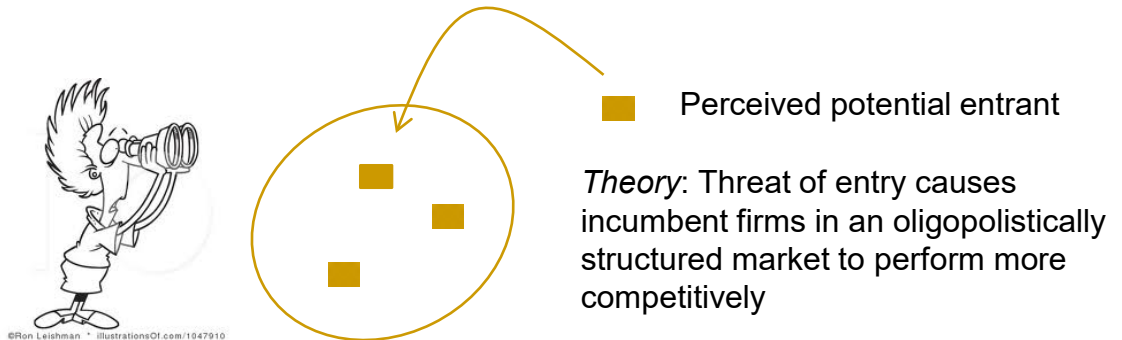 Perceived potential entrant
Theory: Threat of entry causes
incumbent firms in an oligopolistically
structured market to perform more
competitively
©Ron Leishman * illustrationsOf.com/1047910